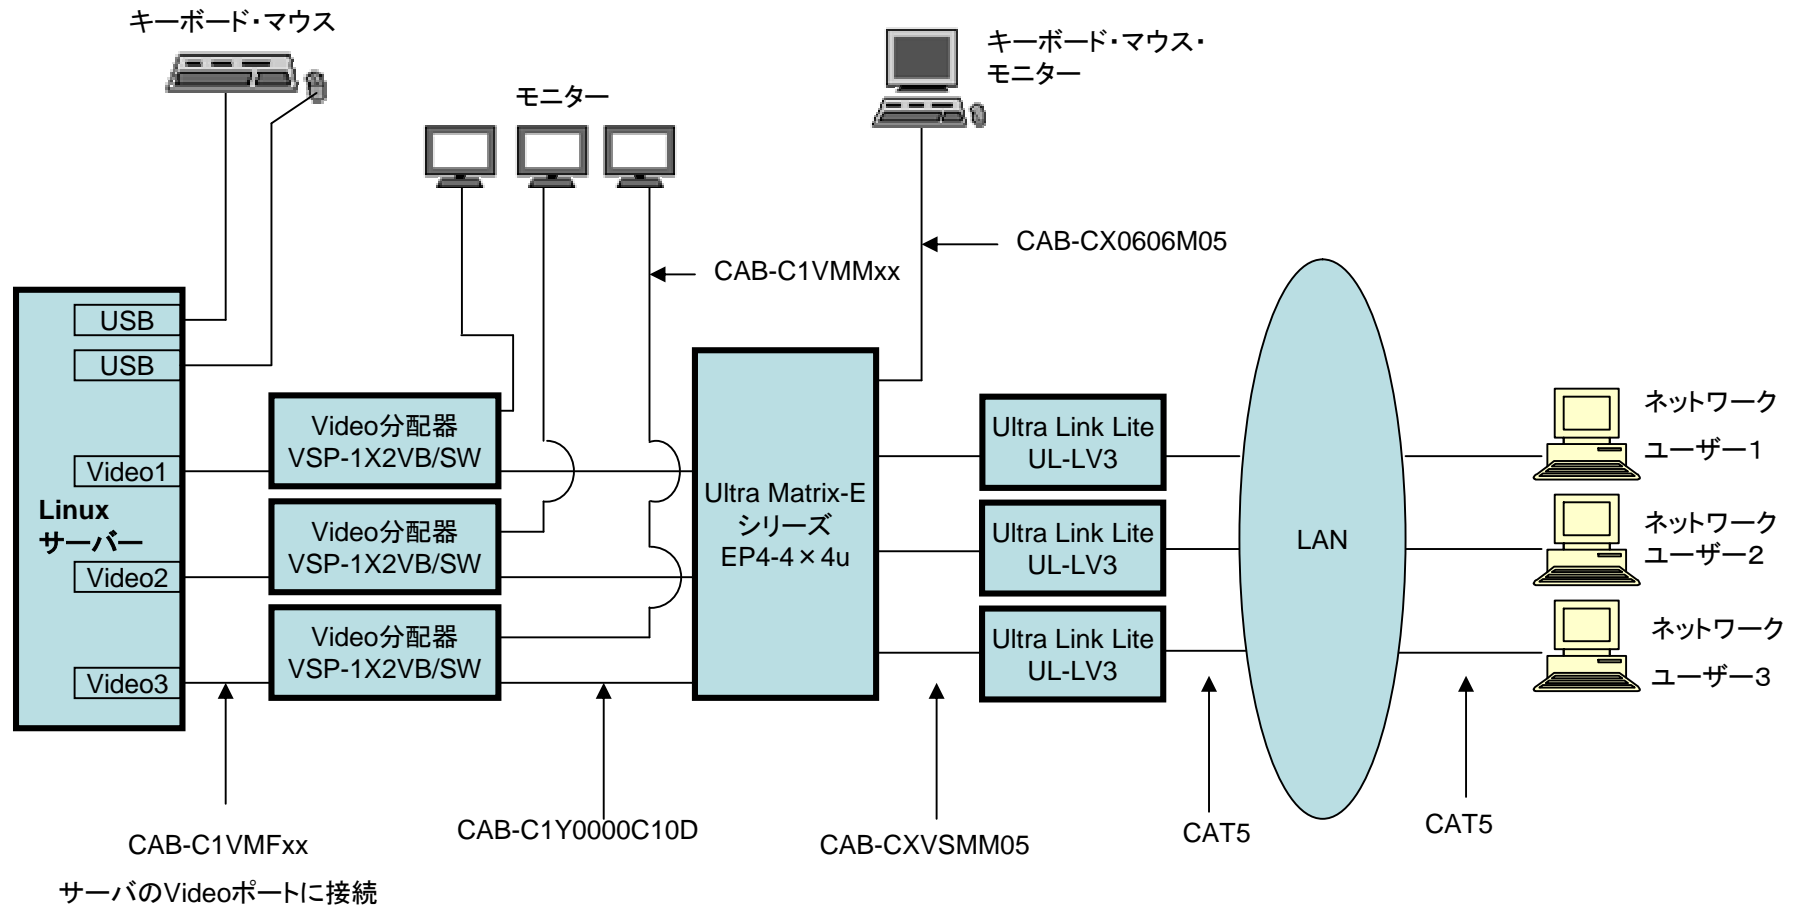 キーボード・マウス
キーボード・マウス・
モニター
モニター
CAB-CX0606M05
CAB-C1VMMxx
USB
USB
Video1
Linux
サーバー
Video2
Video3
Video分配器
VSP-1X2VB/SW
Video分配器
VSP-1X2VB/SW
Video分配器
VSP-1X2VB/SW
Ultra Matrix-E
シリーズ
EP4-4×4u
Ultra Link Lite
UL-LV3
Ultra Link Lite
UL-LV3
Ultra Link Lite
UL-LV3
LAN
ネットワーク
ユーザー1
ネットワーク
ユーザー2
ネットワーク
ユーザー3
CAB-C1VMFxx
サーバのVideoポートに接続
CAB-C1Y0000C10D
CAB-CXVSMM05
CAT5
CAT5